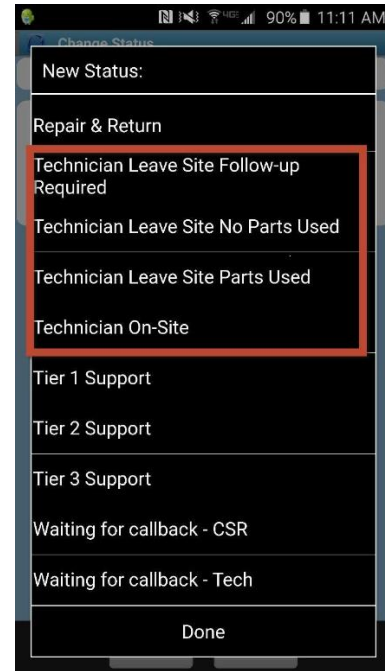 90% 11:11 AM
Change Status
New Status:
Repair & Return
Technician Leave Site Follow-up
Required
Technician Leave Site No Parts Used
Technician Leave Site Parts Used
Technician On-Site
Tier 1 Support
Tier 2 Support
Tier 3 Support
Waiting for callback - CSR
Waiting for callback - Tech
Done